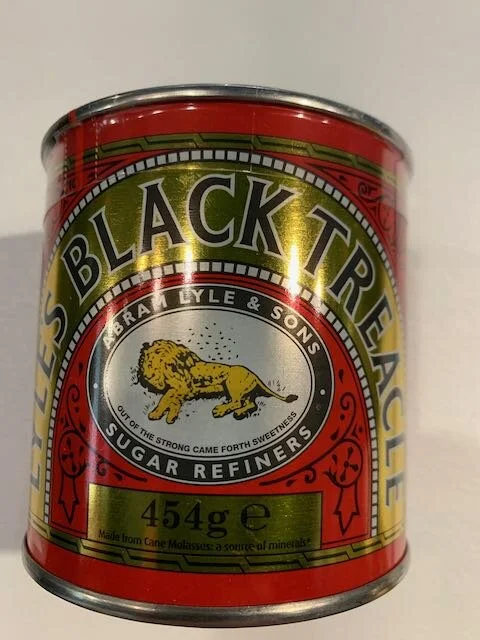 LYLE'S BLACK TREACLE
ABRAM LYLE & SONS
OUT OF THE STRONG CAME FORTH SWEETNESS
SUGAR REFINERS
454g e
Made from Cane Molasses: a source of minerals*